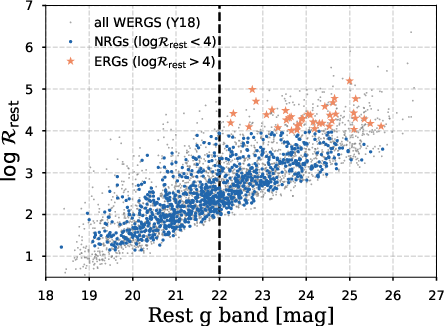 7
6
5
4
3
2
1
log ℛrest
all WERGS (Y18)
NRGs (logℛrest < 4)
ERGs (logℛrest > 4)
18 19 20 21 22 23 24 25 26 27
Rest g band [mag]